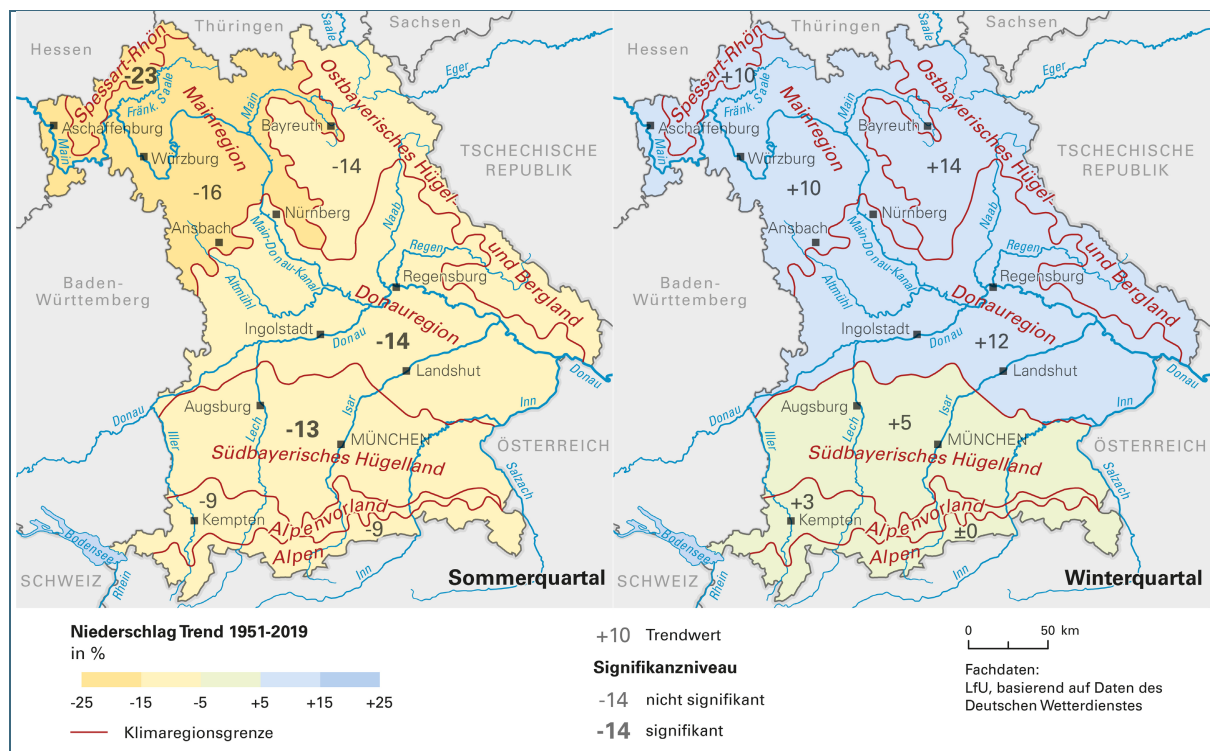 Hessen
Thüringen
Sachsen
Saale
Eger
Spessart-Rhön
-23
Fränk. Saale
Mainregion
Main
Ostbayerisches Hügel-
und Bergland
Aschaffenburg
Main
Würzburg
Bayreuth
-14
-16
TSCHECHISCHE
REPUBLIK
Nürnberg
Naab
Ansbach
Main-Donau-Kanal
Regen
Baden-
Württemberg
Altmühl
Regensburg
Donauregion
Ingolstadt
Donau
-14
Landshut
Donau
Donau
Augsburg
Isar
Inn
Iller
Lech
-13
MÜNCHEN
ÖSTERREICH
Südbayerisches Hügelland
Salzach
-9
Kempten
Alpenvorland
-9
Alpen
Bodensee
SCHWEIZ
Rhein
Inn
Sommerquartal
Hessen
Thüringen
Sachsen
Saale
Eger
Spessart-Rhön
+10
Fränk. Saale
Mainregion
Main
Ostbayerisches Hügel-
und Bergland
Aschaffenburg
Main
Würzburg
Bayreuth
+14
+10
TSCHECHISCHE
REPUBLIK
Nürnberg
Naab
Ansbach
Main-Donau-Kanal
Regen
Baden-
Württemberg
Altmühl
Regensburg
Donauregion
Ingolstadt
Donau
+12
Landshut
Donau
Donau
Augsburg
Isar
Inn
Iller
Lech
+5
MÜNCHEN
ÖSTERREICH
Südbayerisches Hügelland
Salzach
+3
Kempten
Alpenvorland
±0
Alpen
Bodensee
SCHWEIZ
Rhein
Inn
Winterquartal
Niederschlag Trend 1951-2019
in %
-25 -15 -5 +5 +15 +25
Klimaregionsgrenze
+10 Trendwert
Signifikanzniveau
-14 nicht signifikant
-14 signifikant
0 50 km
Fachdaten:
LfU, basierend auf Daten des
Deutschen Wetterdienstes